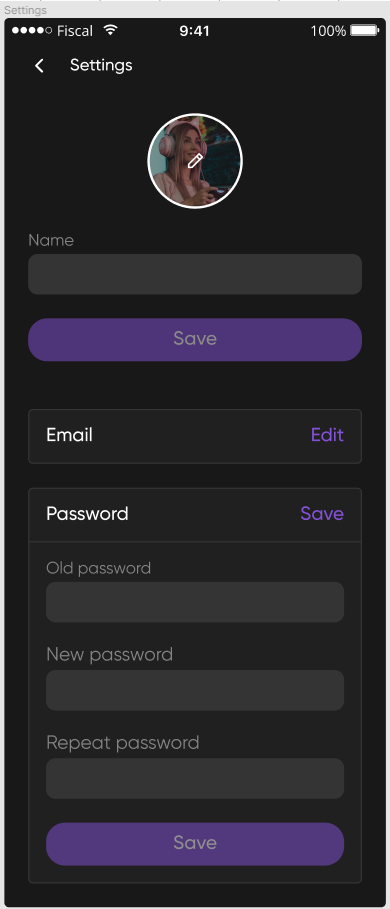 Settings
Fiscal 9:41 100%
Settings
Name
Save
Email Edit
Password Save
Old password
New password
Repeat password
Save